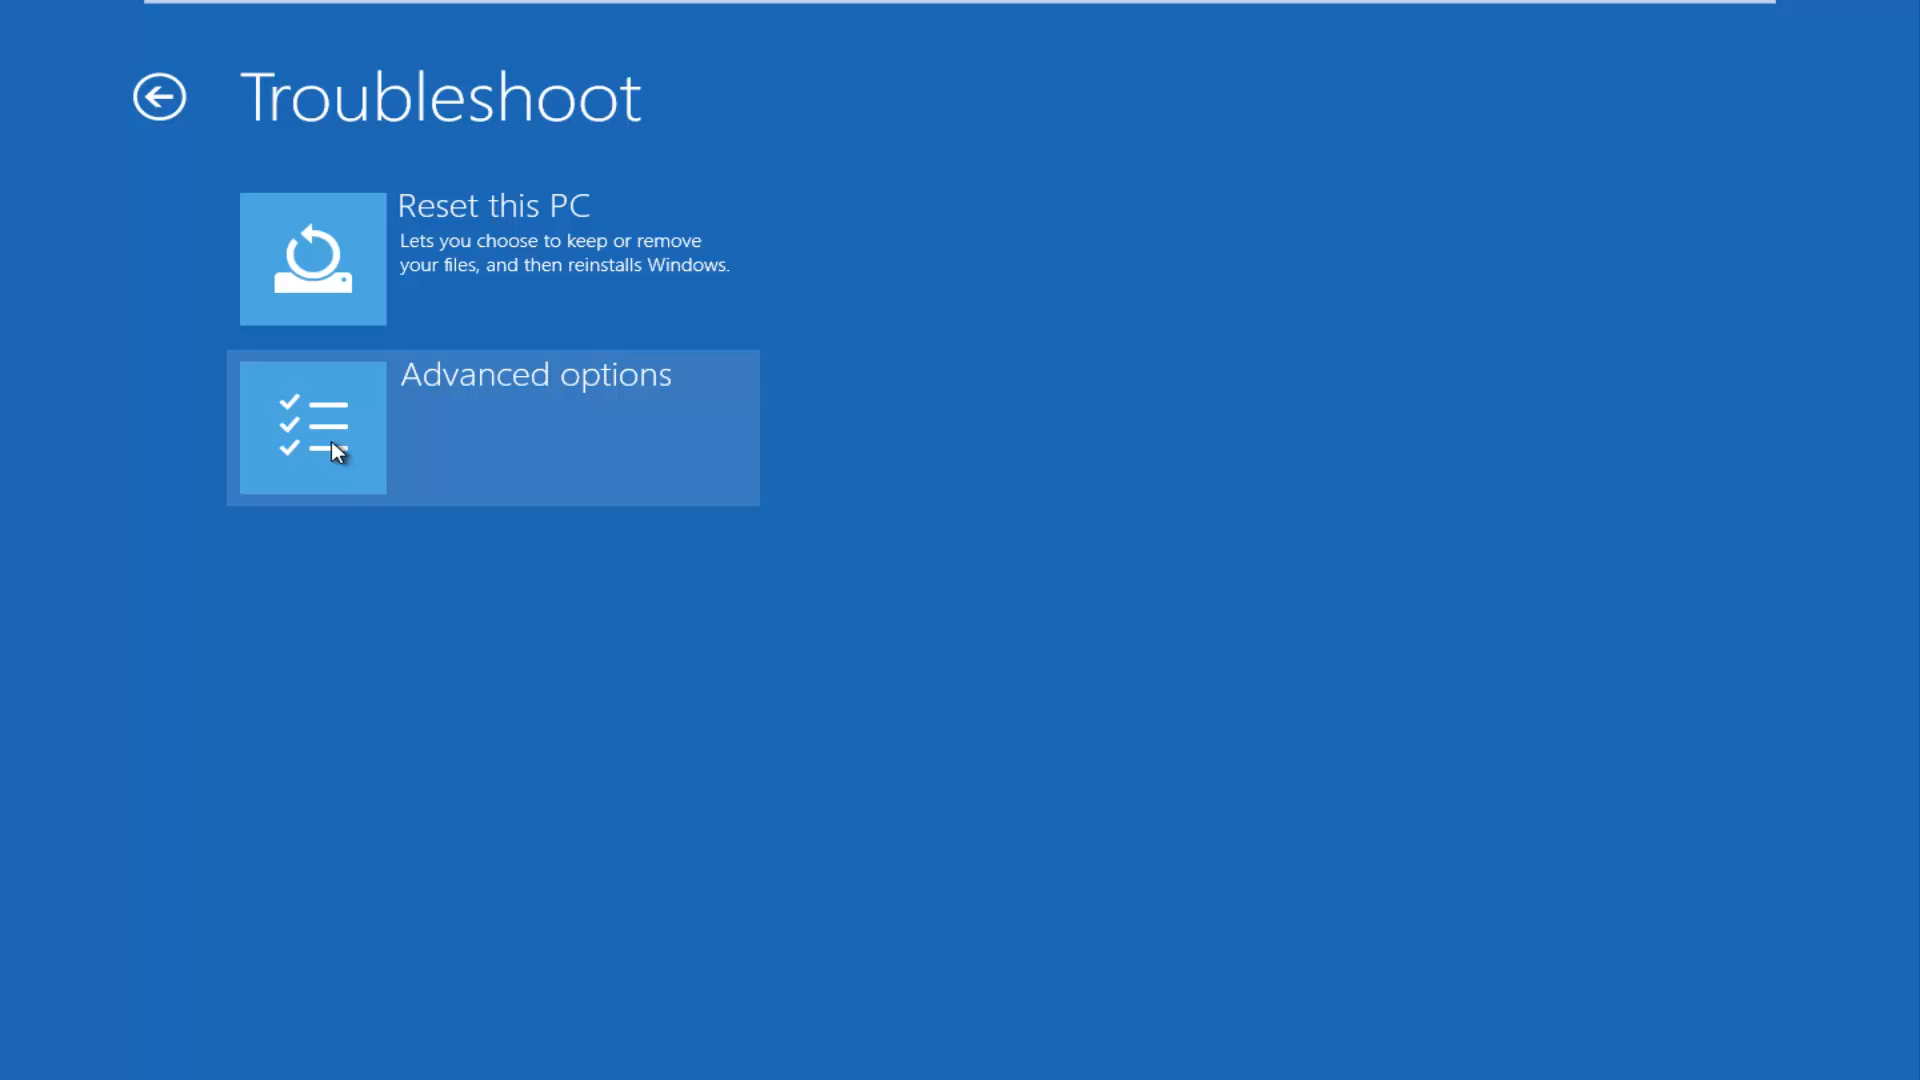 Troubleshoot
Reset this PC
Lets you choose to keep or remove
your files, and then reinstalls Windows.
Advanced options